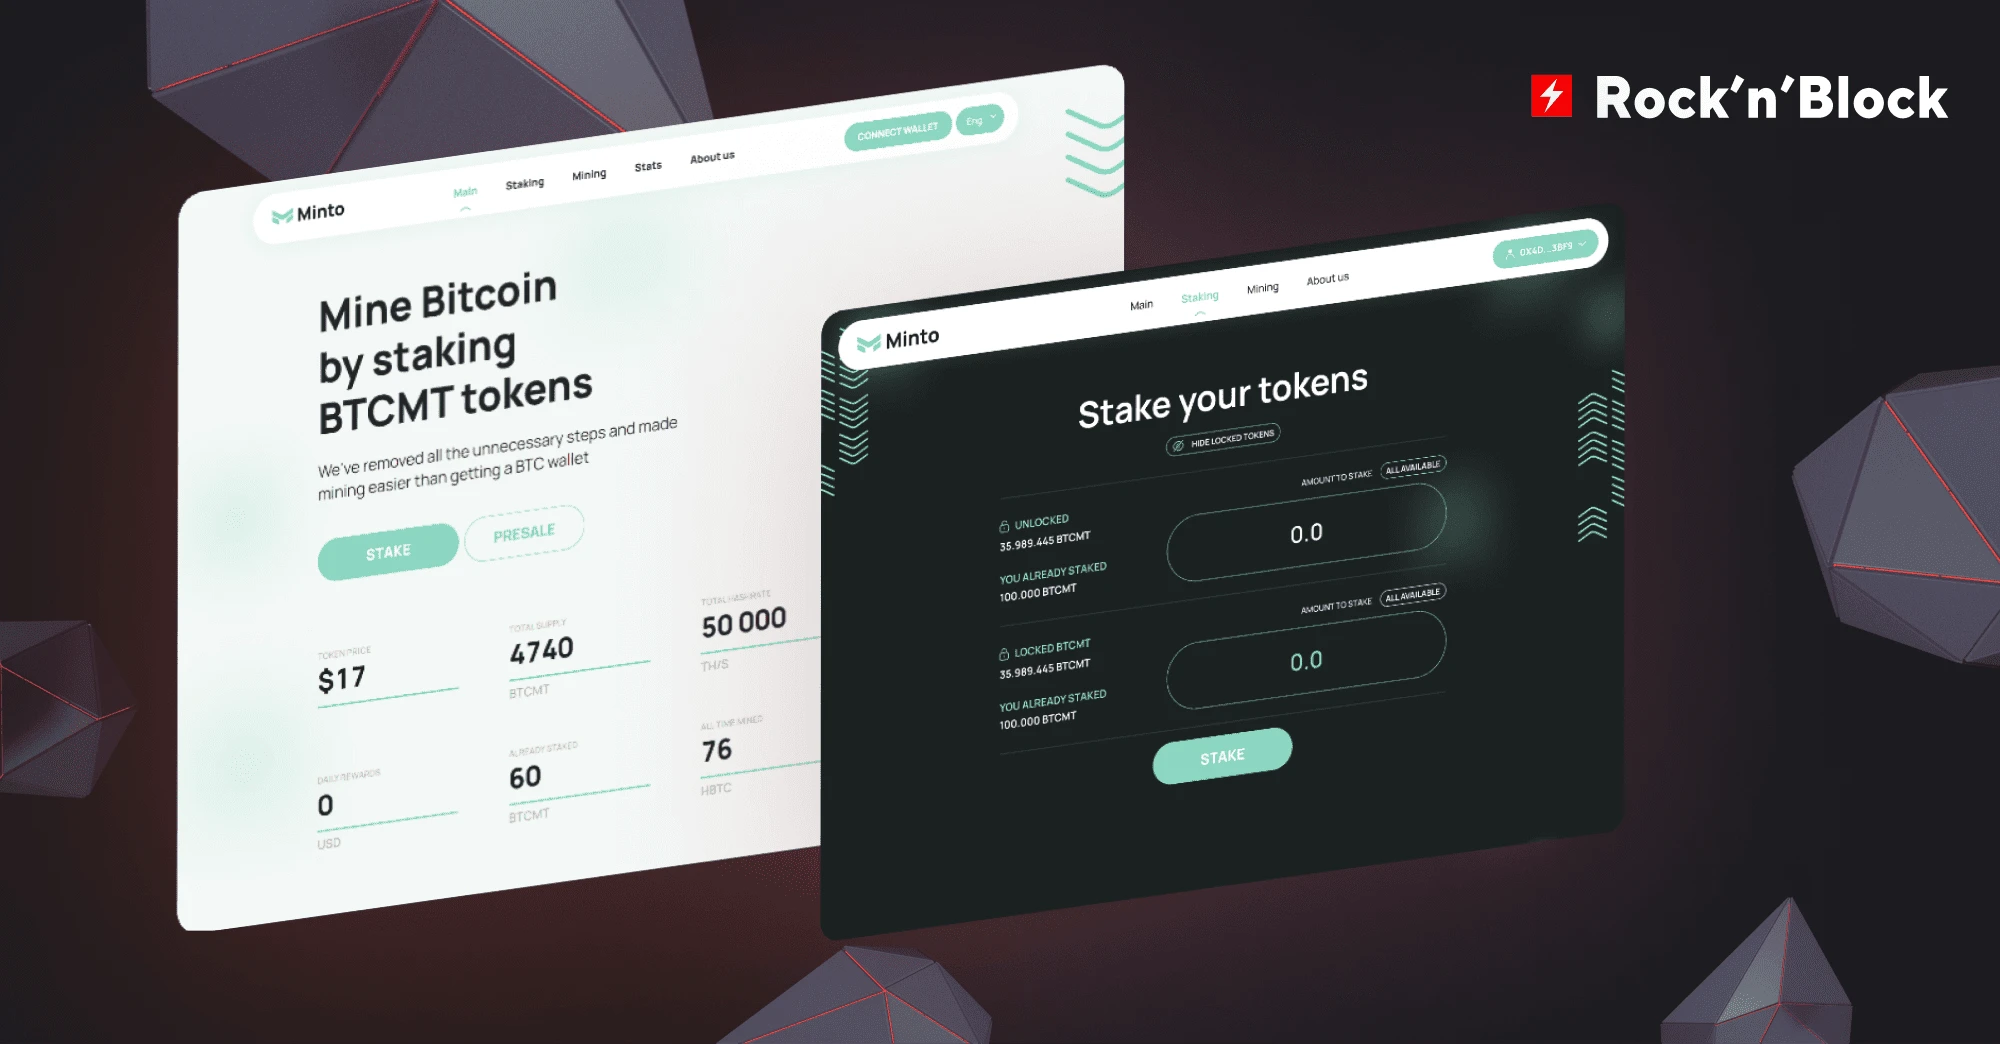 Rock'n'Block
Minto
Main
Staking
Mining
Stats
About us
CONNECT WALLET
Eng
Mine Bitcoin
by staking
BTCMT tokens
We've removed all the unnecessary steps and made
mining easier than getting a BTC wallet
STAKE
PRESALE
TOKEN PRICE
$17
TOTAL SUPPLY
4740
BTCMT
TOTAL HASHRATE
50 000
TH/S
DAILY REWARDS
0
USD
ALREADY STAKED
60
BTCMT
ALL TIME MINED
76
HBTC
Minto
Main
Staking
Mining
About us
0X4D..._3BF9
Stake your tokens
HIDE LOCKED TOKENS
AMOUNT TO STAKE
ALL AVAILABLE
UNLOCKED
35.989.445 BTCMT
0.0
YOU ALREADY STAKED
100.000 BTCMT
AMOUNT TO STAKE
ALL AVAILABLE
LOCKED BTCMT
35.989.445 BTCMT
0.0
YOU ALREADY STAKED
100.000 BTCMT
STAKE